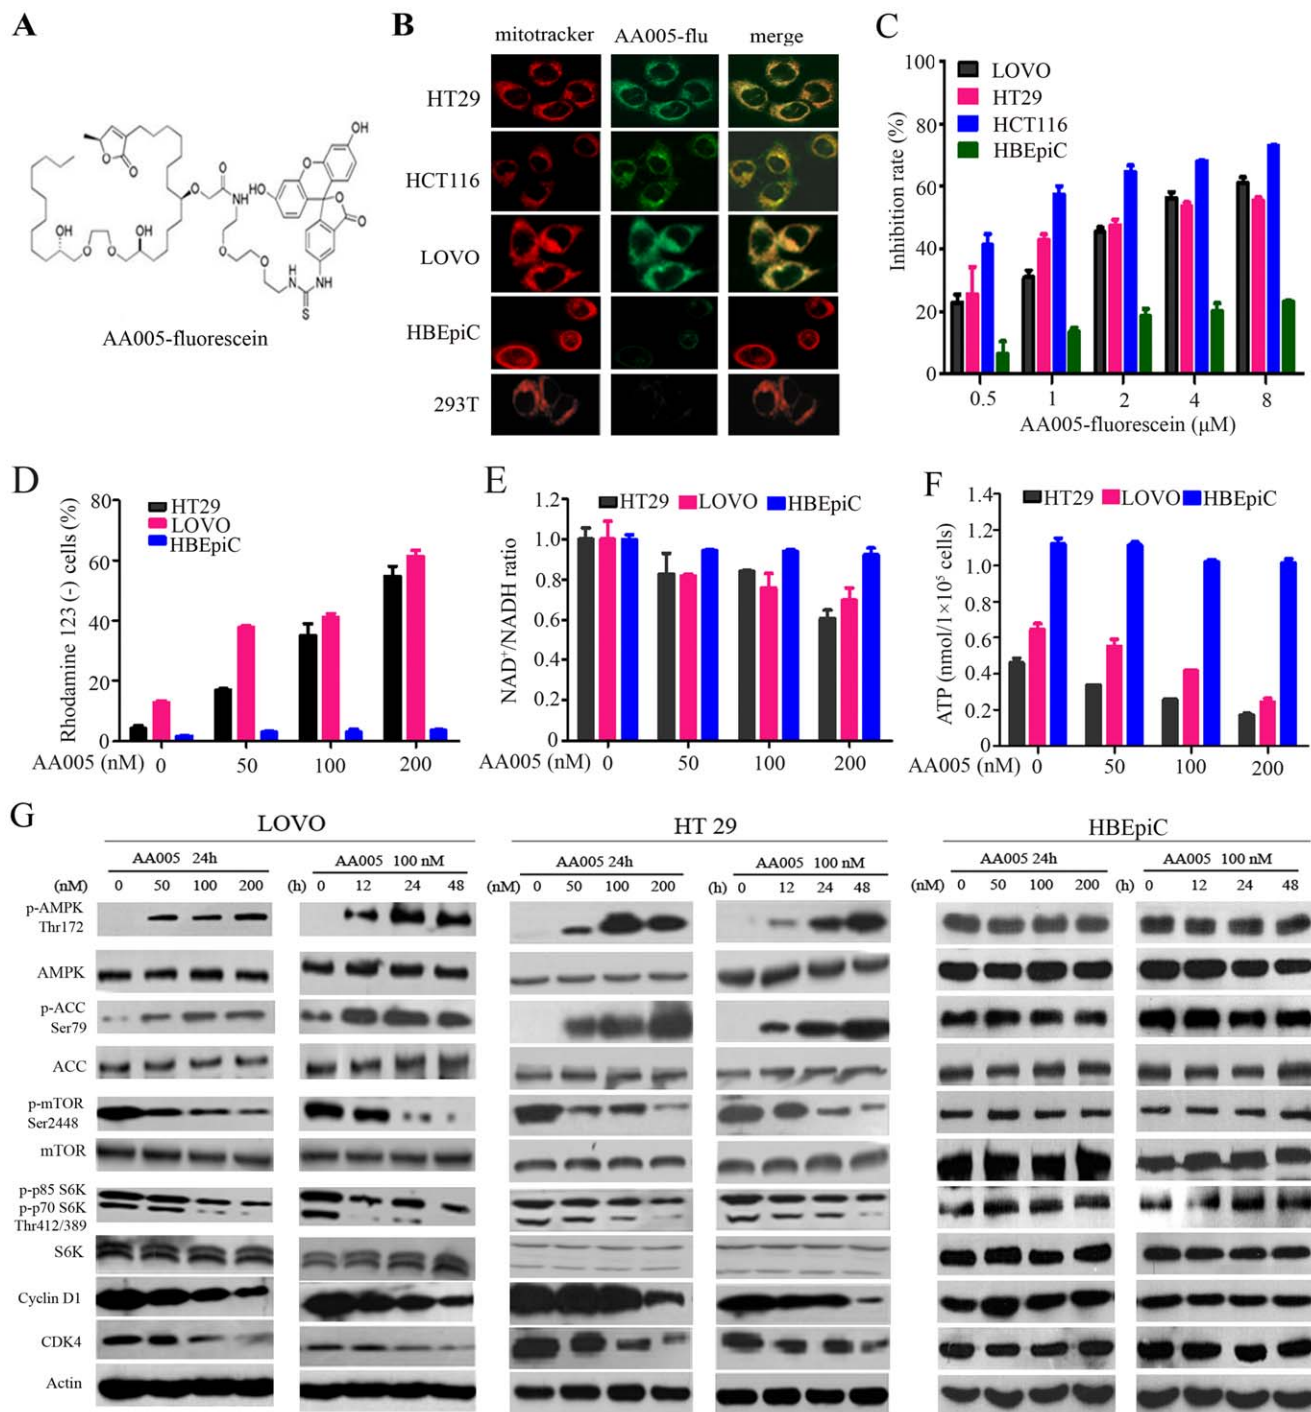 A
OH
O
HO
O
O
O
O
O
HN
O
O
O
OH
OH
O
O
O
O
H
N
NH
S
AA005-fluorescein
B
mitotracker AA005-flu merge
HT29
HCT116
LOVO
HBEpiC
293T
C
LOVO
HT29
HCT116
HBEpiC
Inhibition rate (%)
100
80
60
40
20
0
0.5 1 2 4 8
AA005-fluorescein (μM)
D
HT29
LOVO
HBEpiC
Rhodamine 123 (-) cells (%)
80
60
40
20
0
AA005 (nM) 0 50 100 200
E
HT29 LOVO HBEpiC
NAD⁺/NADH ratio
1.2
1.0
0.8
0.6
0.4
0.2
0
AA005 (nM) 0 50 100 200
F
HT29 LOVO HBEpiC
ATP (nmol/1×10⁵ cells)
1.4
1.2
1.0
0.8
0.6
0.4
0.2
0
AA005 (nM) 0 50 100 200
G
LOVO HT 29 HBEpiC
AA005 24h AA005 100 nM AA005 24h AA005 100 nM AA005 24h AA005 100 nM
(nM) 0 50 100 200 (h) 0 12 24 48 (nM) 0 50 100 200 (h) 0 12 24 48 (nM) 0 50 100 200 (h) 0 12 24 48
p-AMPK
Thr172
AMPK
p-ACC
Ser79
ACC
p-mTOR
Ser2448
mTOR
p-p85 S6K
p-p70 S6K
Thr412/389
S6K
Cyclin D1
CDK4
Actin